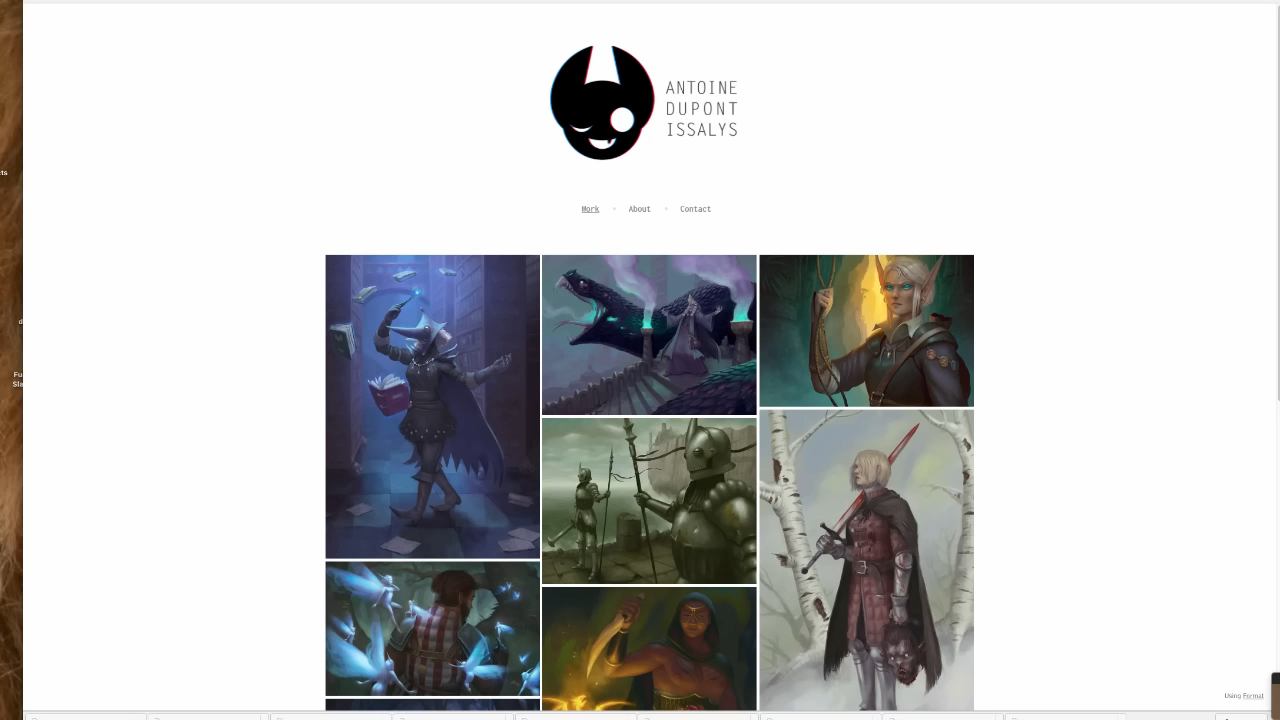 ANTOINE
DUPONT
ISSALYS
Work
About
Contact
Using Format